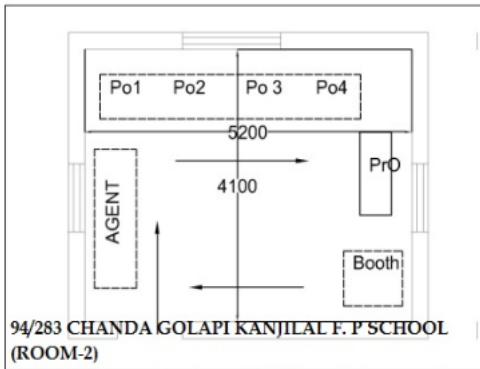 Po1 Po2 Po 3 Po4
5200
PrO
4100
AGENT
Booth
94/283 CHANDA GOLAPI KANJILAL F. P SCHOOL
(ROOM-2)